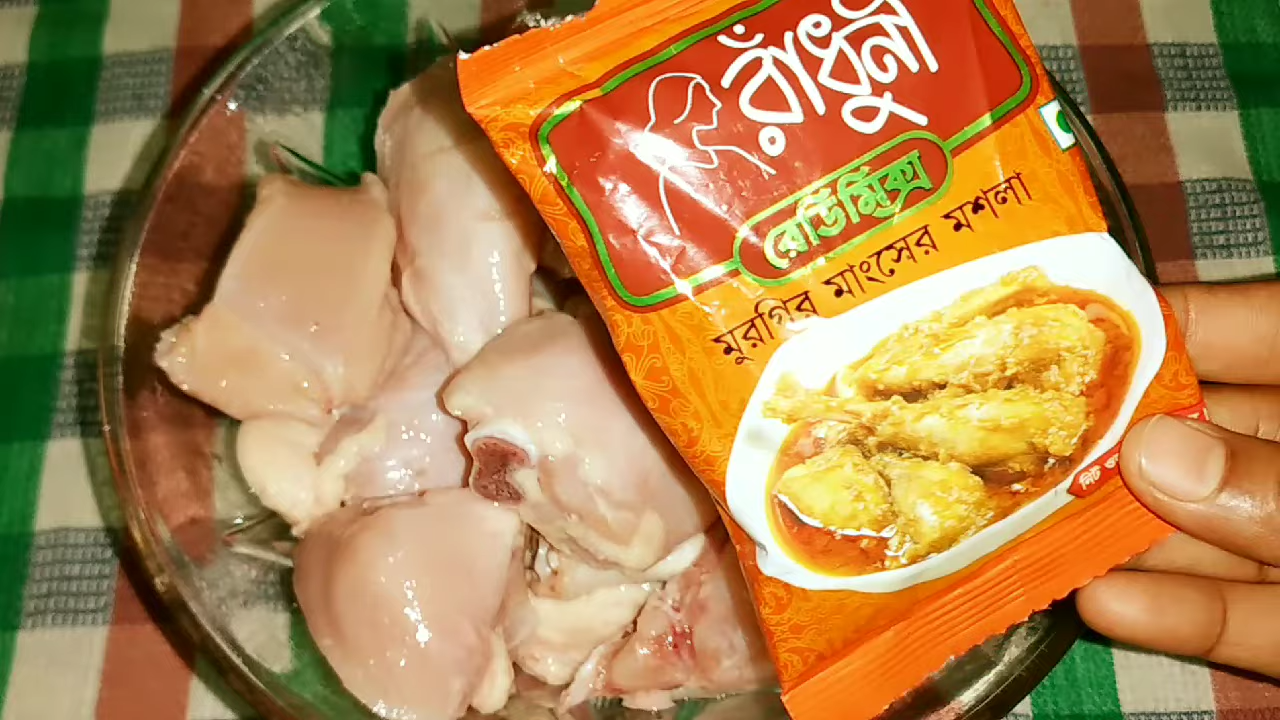 রাঁধুনী
রেডিমিক্স
মুরগির মাংসের মশলা
নিট